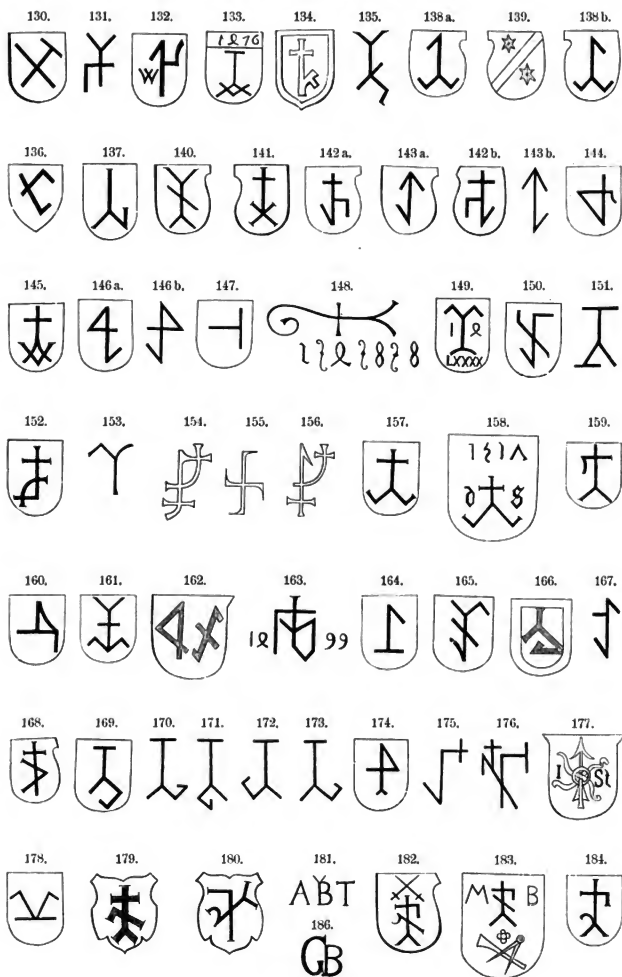 130. 131. 132. 133. 134. 135. 138 a. 139. 138 b.
W
136. 137. 140. 141. 142 a. 143 a. 142 b. 143 b. 144.
145. 146 a. 146 b. 147. 148. 149. 150. 151.
LXXXX
152. 153. 154. 155. 156. 157. 158. 159.
160. 161. 162. 163. 164. 165. 166. 167.
168. 169. 170. 171. 172. 173. 174. 175. 176. 177.
I St
178. 179. 180. 181. 182. 183. 184.
ABT
M B
186.
GB